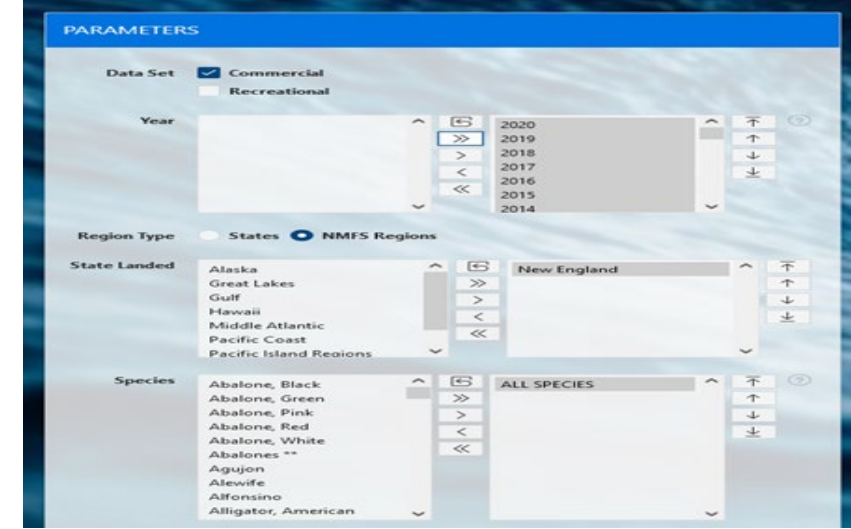 PARAMETERS
Data Set
Commercial
Recreational
Year
2020
2019
2018
2017
2016
2015
2014
Region Type
States
NMFS Regions
State Landed
Alaska
Great Lakes
Gulf
Hawaii
Middle Atlantic
Pacific Coast
Pacific Island Regions
New England
Species
Abalone, Black
Abalone, Green
Abalone, Pink
Abalone, Red
Abalone, White
Abalones **
Agujon
Alewife
Alfonsino
Alligator, American
ALL SPECIES